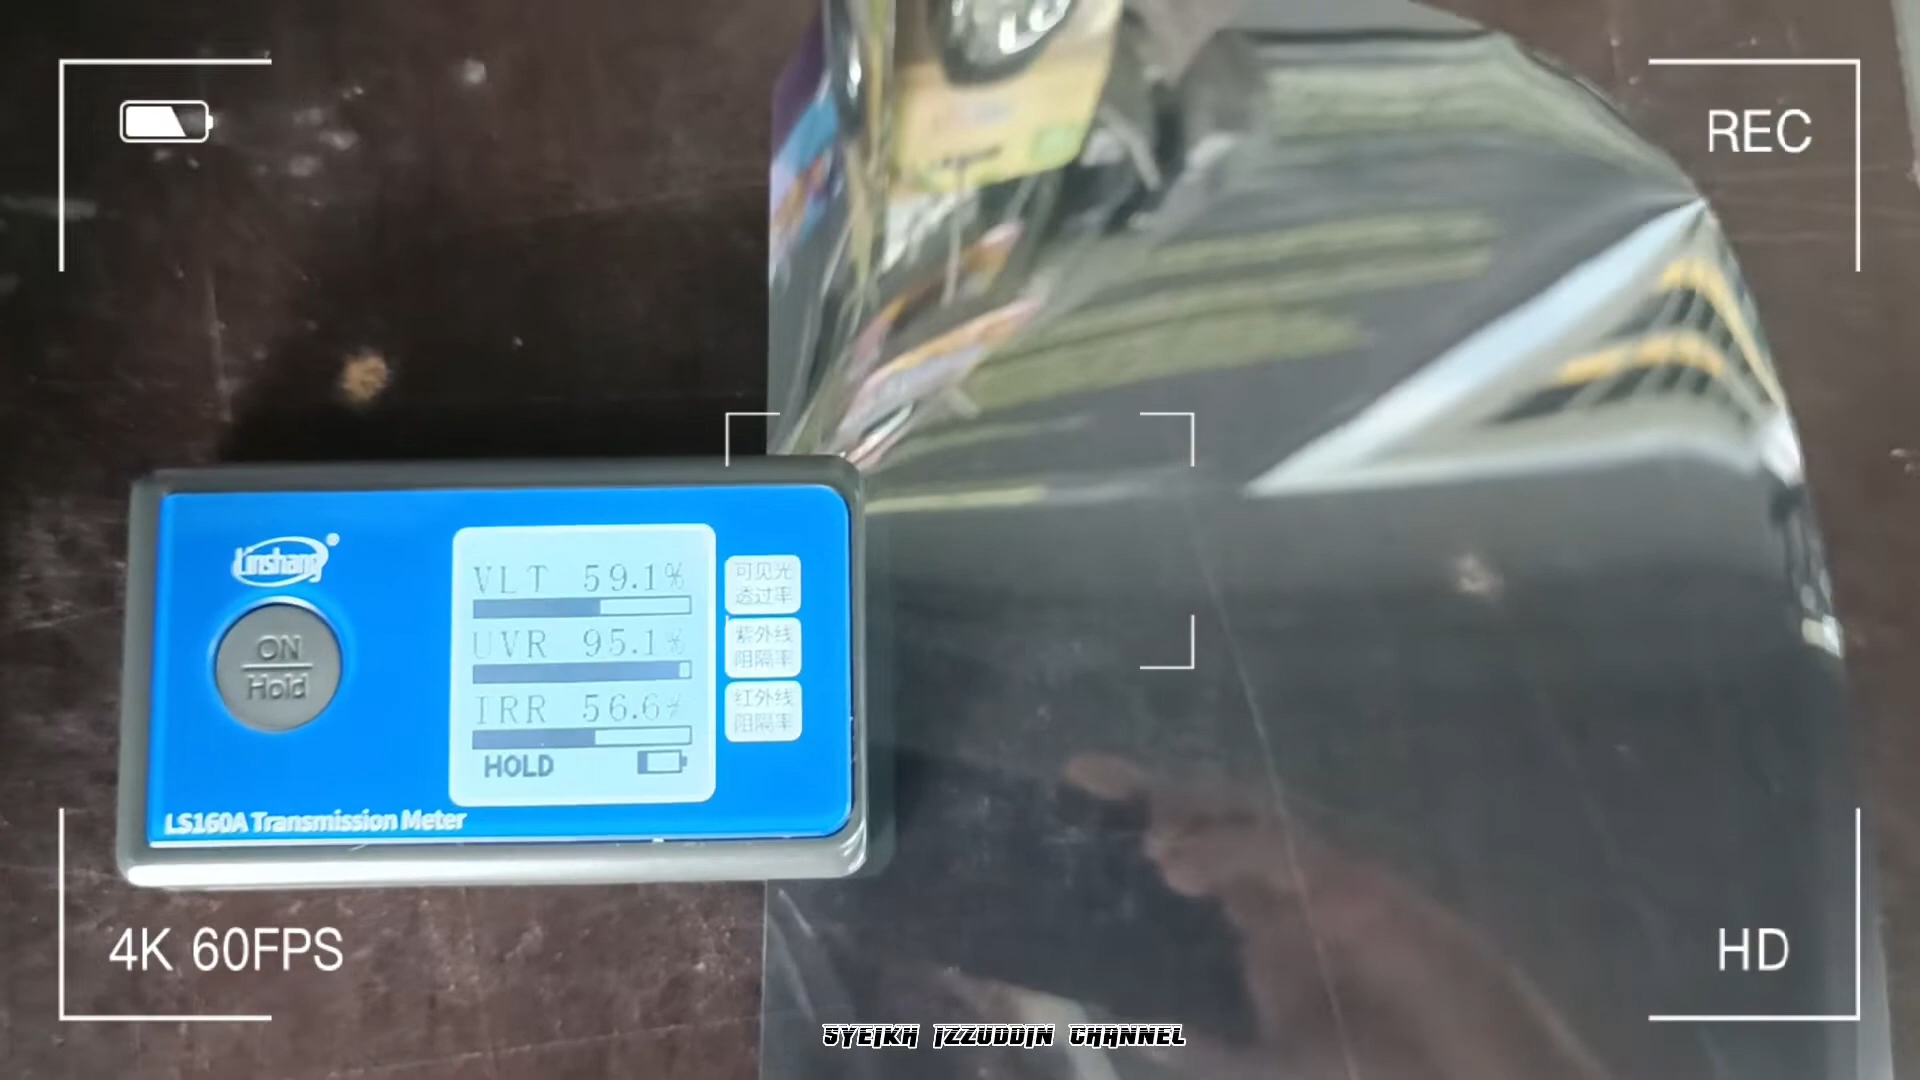 REC
Linshang®
ON
Hold
VLT 59.1%
UVR 95.1%
IRR 56.6%
HOLD
可见光
透过率
紫外线
阻隔率
红外线
阻隔率
LS160A Transmission Meter
4K 60FPS
HD
SYEIKH IZZUDDIN CHANNEL